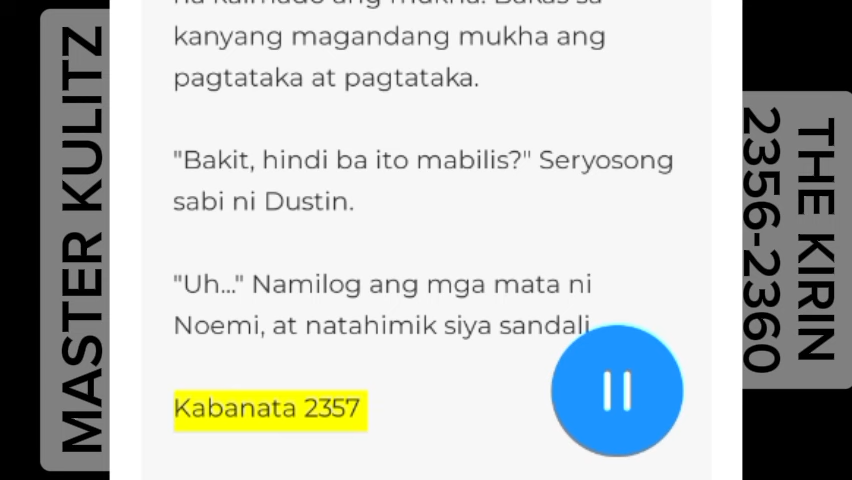 MASTER KULITZ
kanyang magandang mukha ang
pagtataka at pagtataka.
"Bakit, hindi ba ito mabilis?" Seryosong
sabi ni Dustin.
"Uh..." Namilog ang mga mata ni
Noemi, at natahimik siya sandali
Kabanata 2357
THE KIRIN
2356-2360